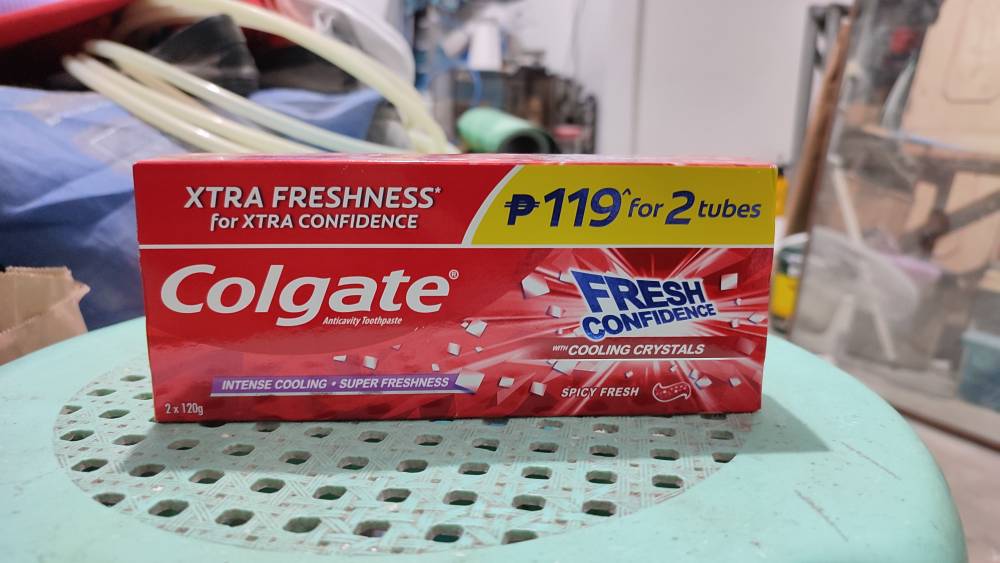 XTRA FRESHNESS*
for XTRA CONFIDENCE
₱119^ for 2 tubes
Colgate®
Anticavity Toothpaste
FRESH
CONFIDENCE
WITH COOLING CRYSTALS
INTENSE COOLING • SUPER FRESHNESS
SPICY FRESH
2 x 120g